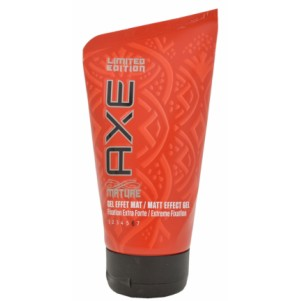 LIMITED
EDITION
AXE
MATURE
GEL EFFET MAT / MATT EFFECT GEL
Fixation Extra Forte / Extreme Fixation